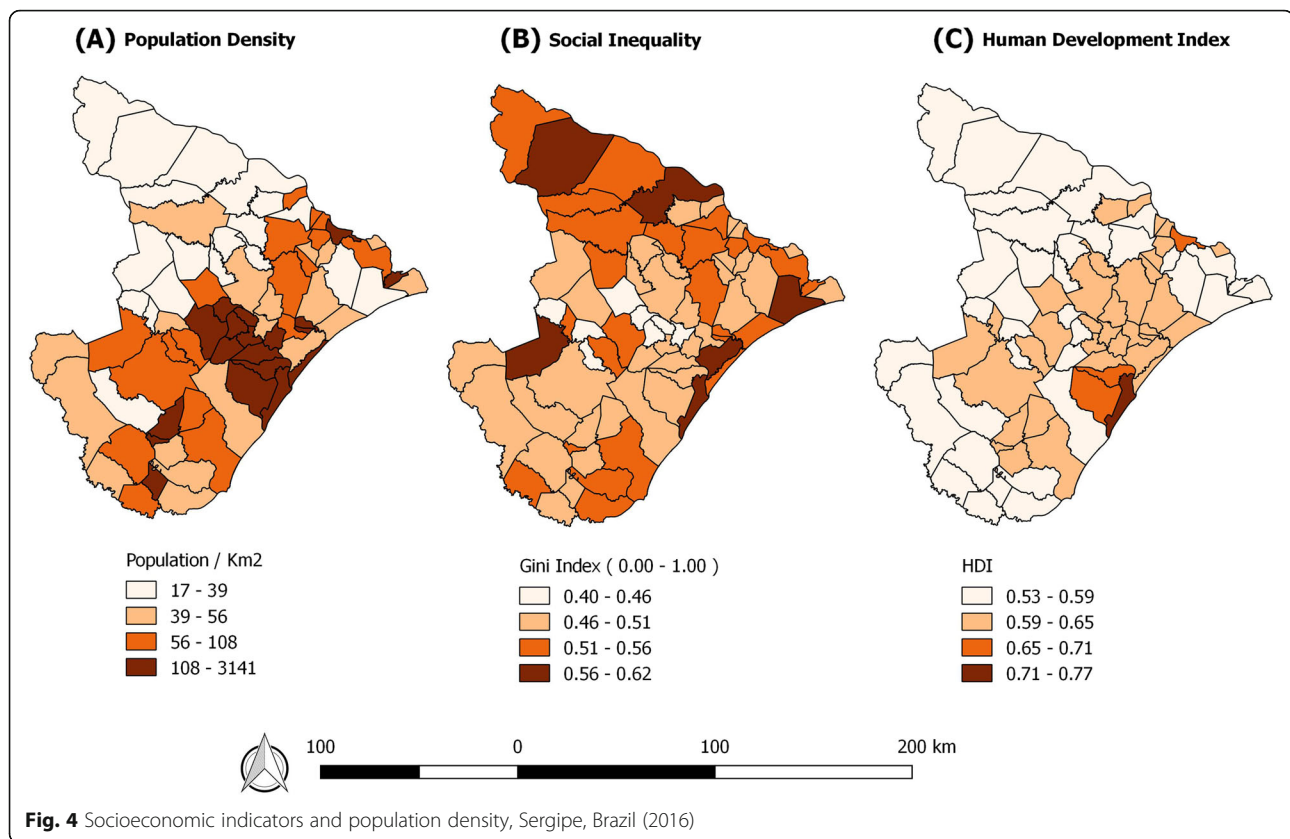 (A) Population Density
(B) Social Inequality
(C) Human Development Index
Population / Km2
17 - 39
39 - 56
56 - 108
108 - 3141
Gini Index ( 0.00 - 1.00 )
0.40 - 0.46
0.46 - 0.51
0.51 - 0.56
0.56 - 0.62
HDI
0.53 - 0.59
0.59 - 0.65
0.65 - 0.71
0.71 - 0.77
100 0 100 200 km
Fig. 4 Socioeconomic indicators and population density, Sergipe, Brazil (2016)